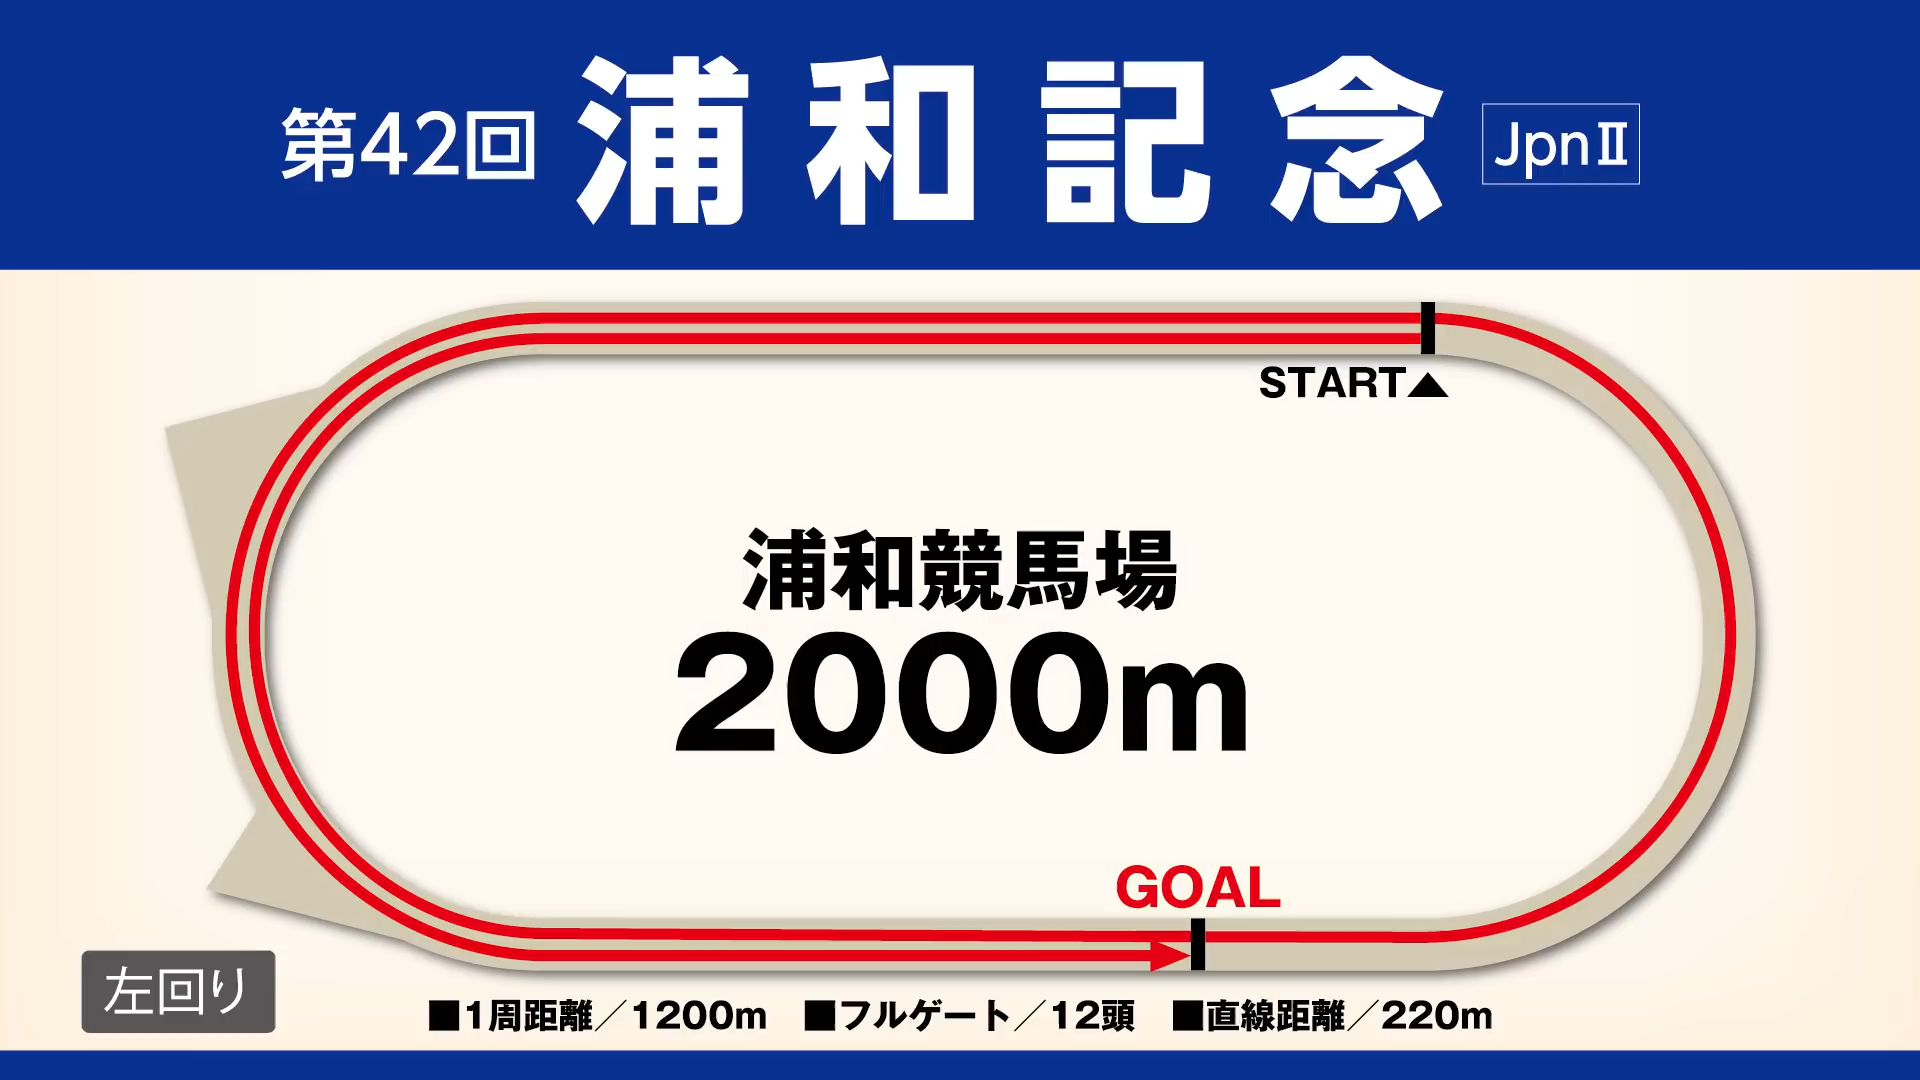 第42回 浦和記念 JpnⅡ
START▲
浦和競馬場
2000m
GOAL
左回り
■1周距離／1200m ■フルゲート／12頭 ■直線距離／220m